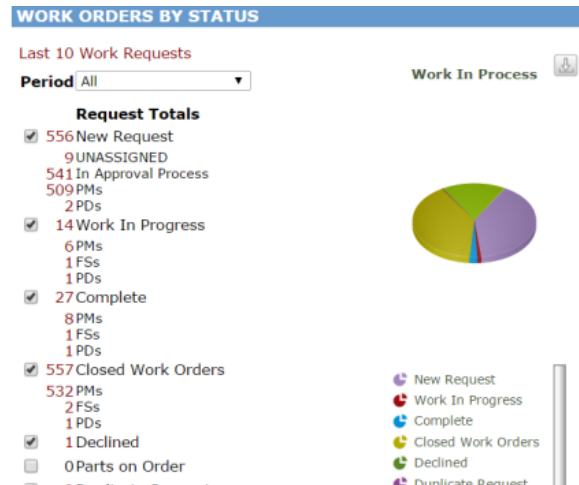 WORK ORDERS BY STATUS
Last 10 Work Requests
Period All
Work In Process
Request Totals
556 New Request
9 UNASSIGNED
541 In Approval Process
509 PMs
2 PDs
14 Work In Progress
6 PMs
1 FSs
1 PDs
27 Complete
8 PMs
1 FSs
1 PDs
557 Closed Work Orders
532 PMs
2 FSs
1 PDs
1 Declined
0 Parts on Order
New Request
Work In Progress
Complete
Closed Work Orders
Declined
Duplicate Request